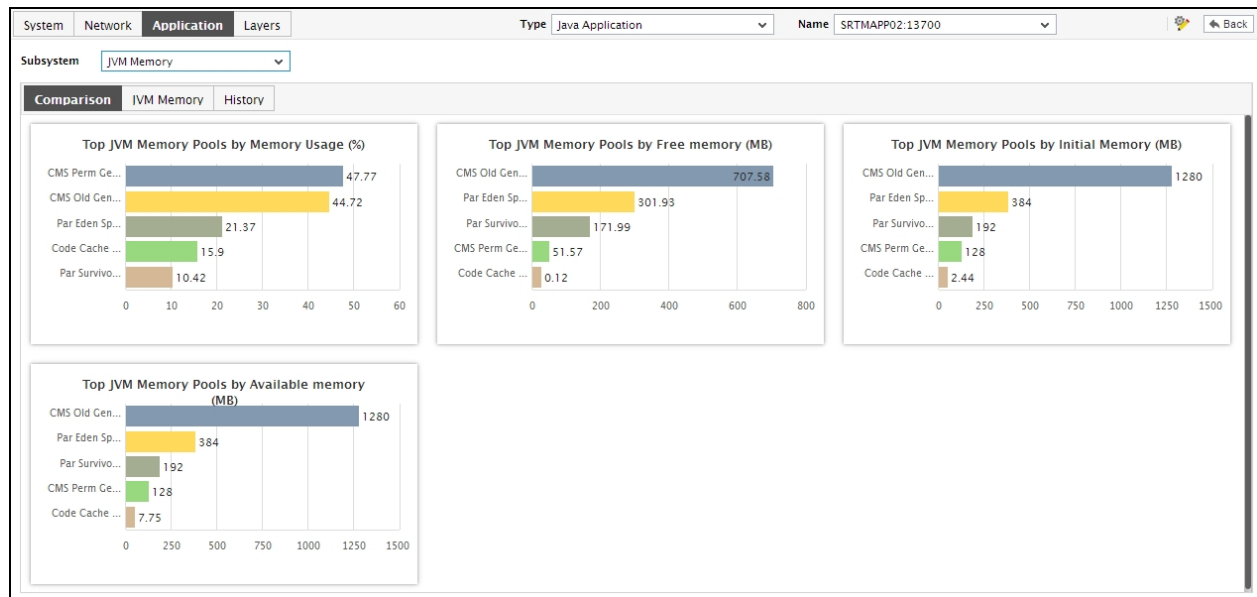 System Network Application Layers Type Java Application Name SRTMAPP02:13700 Back
Subsystem JVM Memory
Comparison JVM Memory History
Top JVM Memory Pools by Memory Usage (%)
CMS Perm Ge... 47.77
CMS Old Gen... 44.72
Par Eden Sp... 21.37
Code Cache ... 15.9
Par Survivo... 10.42
0 10 20 30 40 50 60
Top JVM Memory Pools by Free memory (MB)
CMS Old Gen... 707.58
Par Eden Sp... 301.93
Par Survivo... 171.99
CMS Perm Ge... 51.57
Code Cache ... 0.12
0 200 400 600 800
Top JVM Memory Pools by Initial Memory (MB)
CMS Old Gen... 1280
Par Eden Sp... 384
Par Survivo... 192
CMS Perm Ge... 128
Code Cache ... 2.44
0 250 500 750 1000 1250 1500
Top JVM Memory Pools by Available memory
(MB)
CMS Old Gen... 1280
Par Eden Sp... 384
Par Survivo... 192
CMS Perm Ge... 128
Code Cache ... 7.75
0 250 500 750 1000 1250 1500